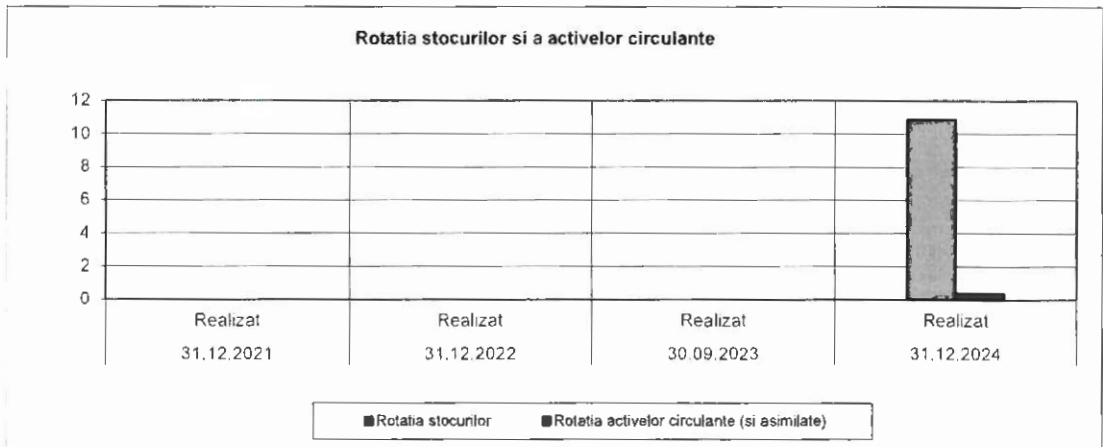 Rotatia stocurilor si a activelor circulante
12
10
8
6
4
2
0
Realizat Realizat Realizat Realizat
31.12.2021 31.12.2022 30.09.2023 31.12.2024
Rotatia stocurilor Rotatia activelor circulante (si asimilate)